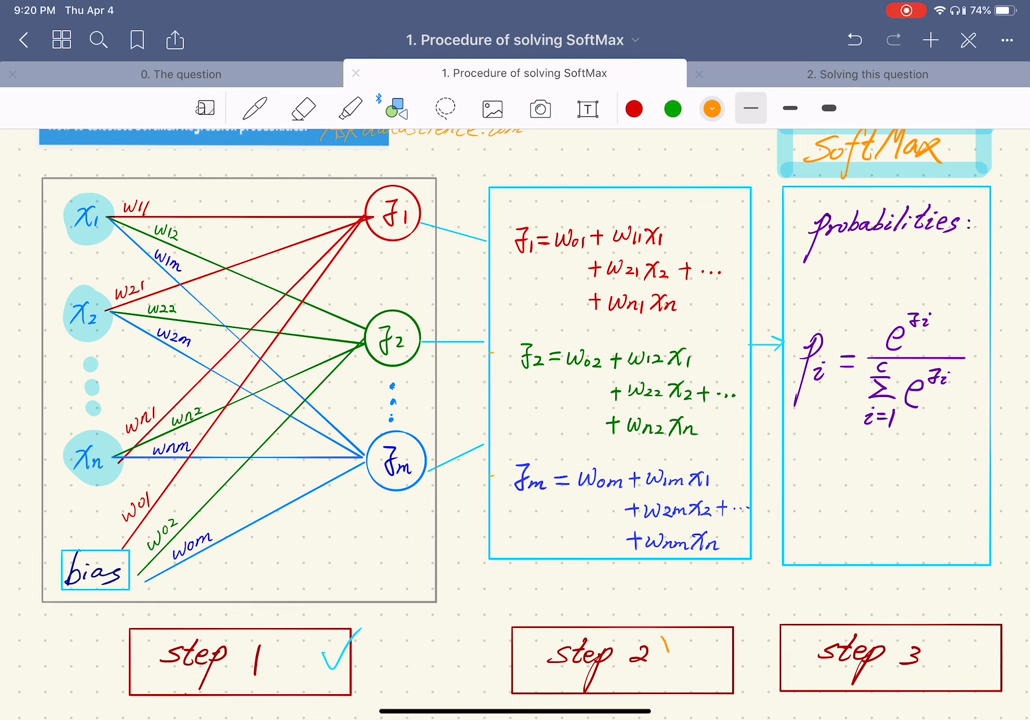 9:20 PM Thu Apr 4
74%
1. Procedure of solving SoftMax
0. The question
1. Procedure of solving SoftMax
2. Solving this question
SoftMax
x₁
w11
w12
w1m
z₁
x₂
w21
w22
w2m
z₂
xn
wn1
wn2
wnm
zm
bias
w01
w02
w0m
z₁ = w01 + w11x₁
+ w21x₂ + ...
+ wn1xn
z₂ = w02 + w12x₁
+ w22x₂ + ...
+ wn2xn
zm = w0m + w1mx₁
+ w2mx₂ + ...
+ wnmxn
probabilities:
pᵢ = e^zᵢ / Σ_{i=1}^{c} e^zᵢ
step 1 ✓
step 2
step 3